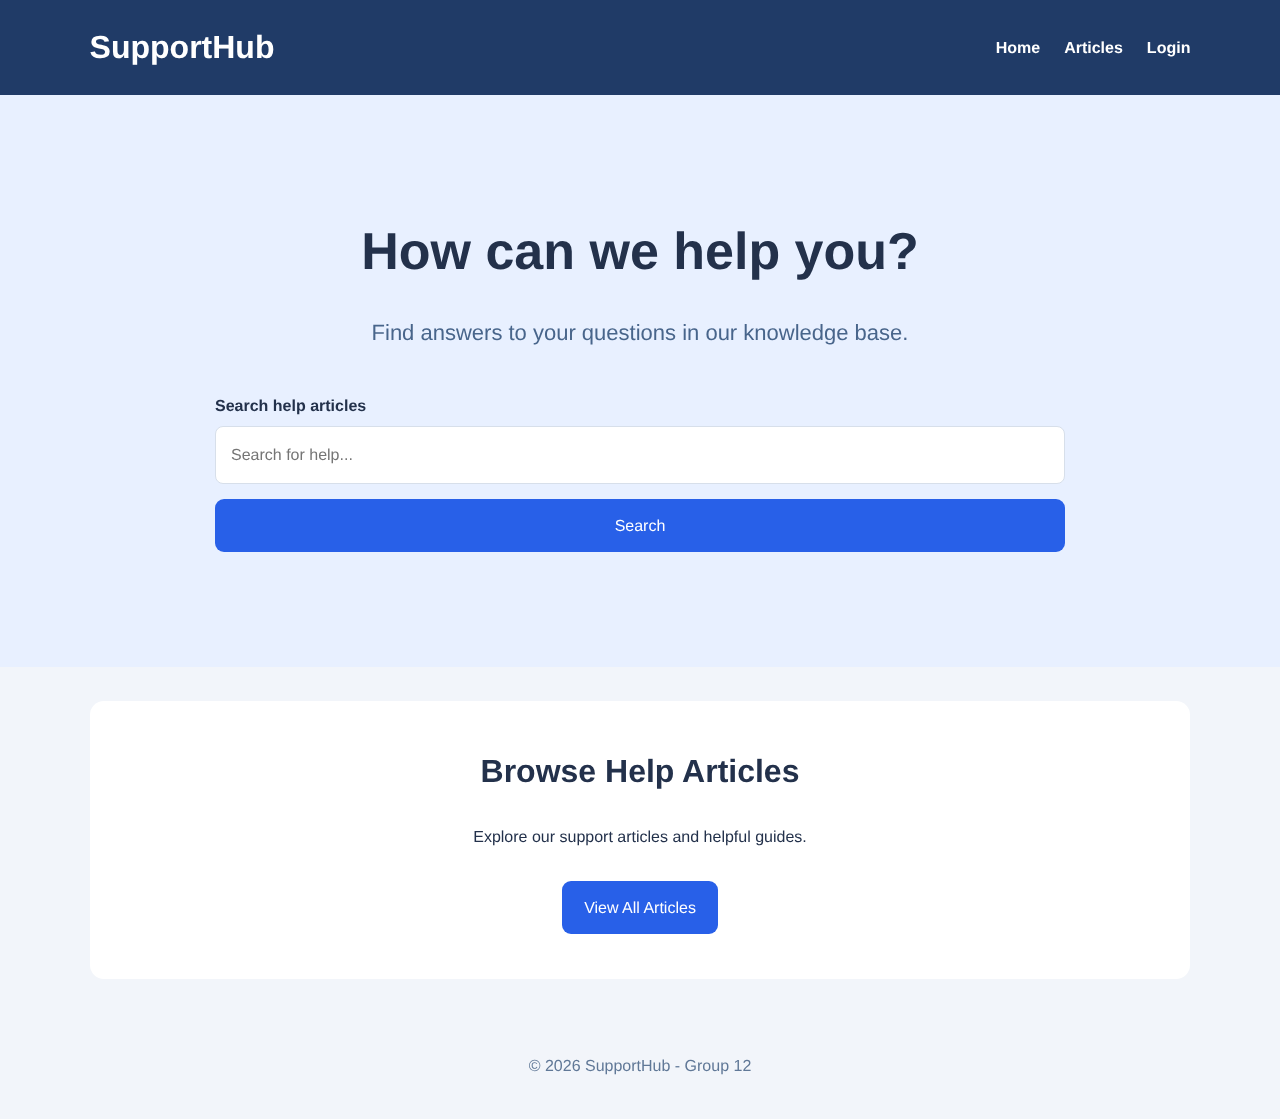 SupportHub
Home Articles Login
How can we help you?
Find answers to your questions in our knowledge base.
Search help articles
Search for help...
Search
Browse Help Articles
Explore our support articles and helpful guides.
View All Articles
© 2026 SupportHub - Group 12